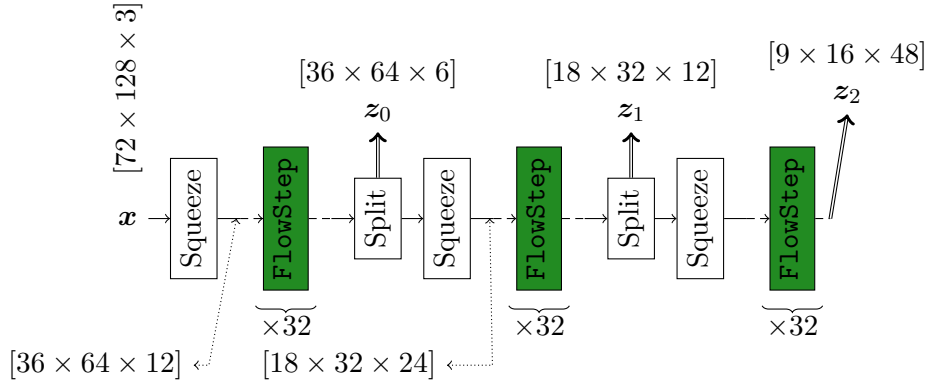 [72 × 128 × 3]
[36 × 64 × 6]
[18 × 32 × 12]
[9 × 16 × 48]
z₀
z₁
z₂
x
Squeeze
FlowStep
Split
Squeeze
FlowStep
Split
Squeeze
FlowStep
×32
×32
×32
[36 × 64 × 12]
[18 × 32 × 24]